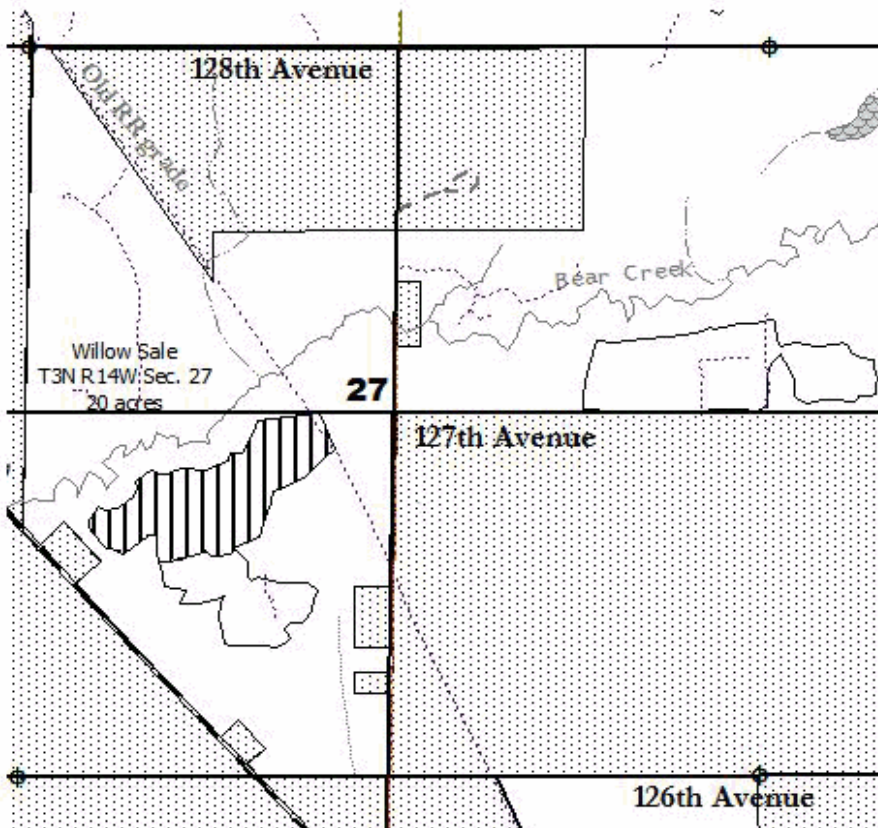 128th Avenue
Old RR grade
Bear Creek
Willow Sale
T3N R14W Sec. 27
20 acres
27
127th Avenue
126th Avenue